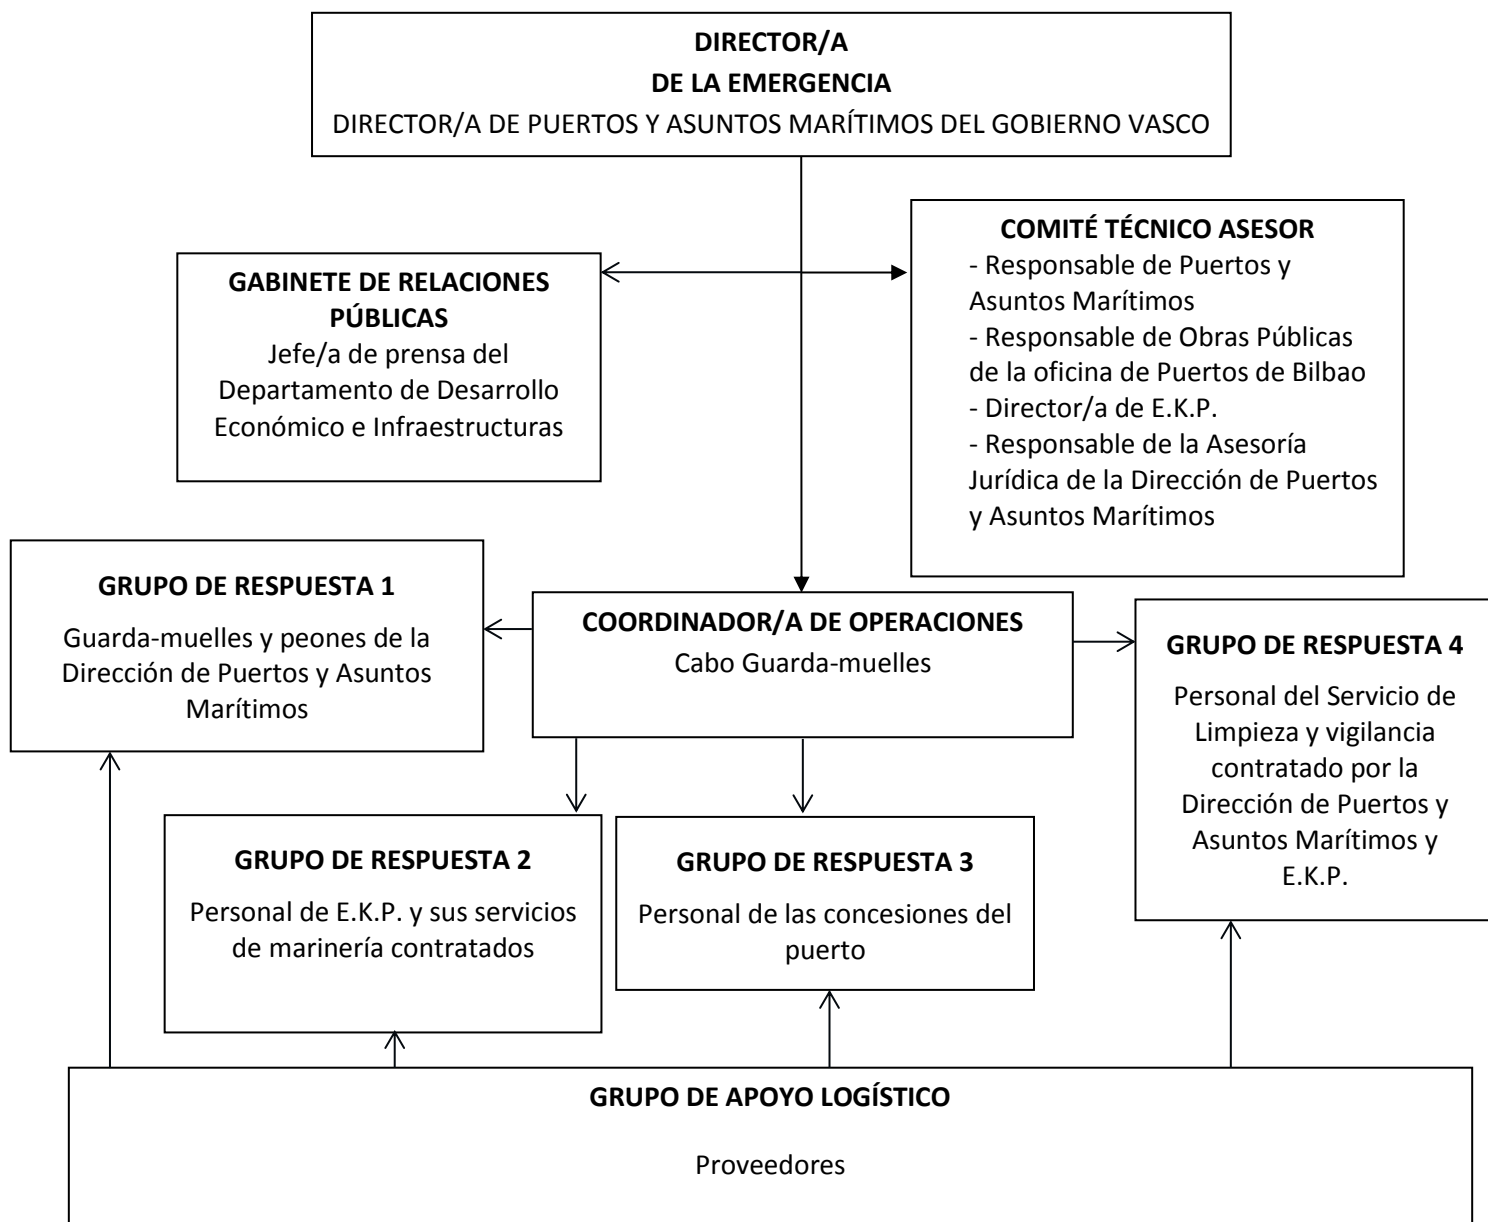 DIRECTOR/A
DE LA EMERGENCIA
DIRECTOR/A DE PUERTOS Y ASUNTOS MARÍTIMOS DEL GOBIERNO VASCO
GABINETE DE RELACIONES
PÚBLICAS
Jefe/a de prensa del
Departamento de Desarrollo
Económico e Infraestructuras
COMITÉ TÉCNICO ASESOR
- Responsable de Puertos y
Asuntos Marítimos
- Responsable de Obras Públicas
de la oficina de Puertos de Bilbao
- Director/a de E.K.P.
- Responsable de la Asesoría
Jurídica de la Dirección de Puertos
y Asuntos Marítimos
GRUPO DE RESPUESTA 1
Guarda-muelles y peones de la
Dirección de Puertos y Asuntos
Marítimos
COORDINADOR/A DE OPERACIONES
Cabo Guarda-muelles
GRUPO DE RESPUESTA 4
Personal del Servicio de
Limpieza y vigilancia
contratado por la
Dirección de Puertos y
Asuntos Marítimos y
E.K.P.
GRUPO DE RESPUESTA 2
Personal de E.K.P. y sus servicios
de marinería contratados
GRUPO DE RESPUESTA 3
Personal de las concesiones del
puerto
GRUPO DE APOYO LOGÍSTICO
Proveedores